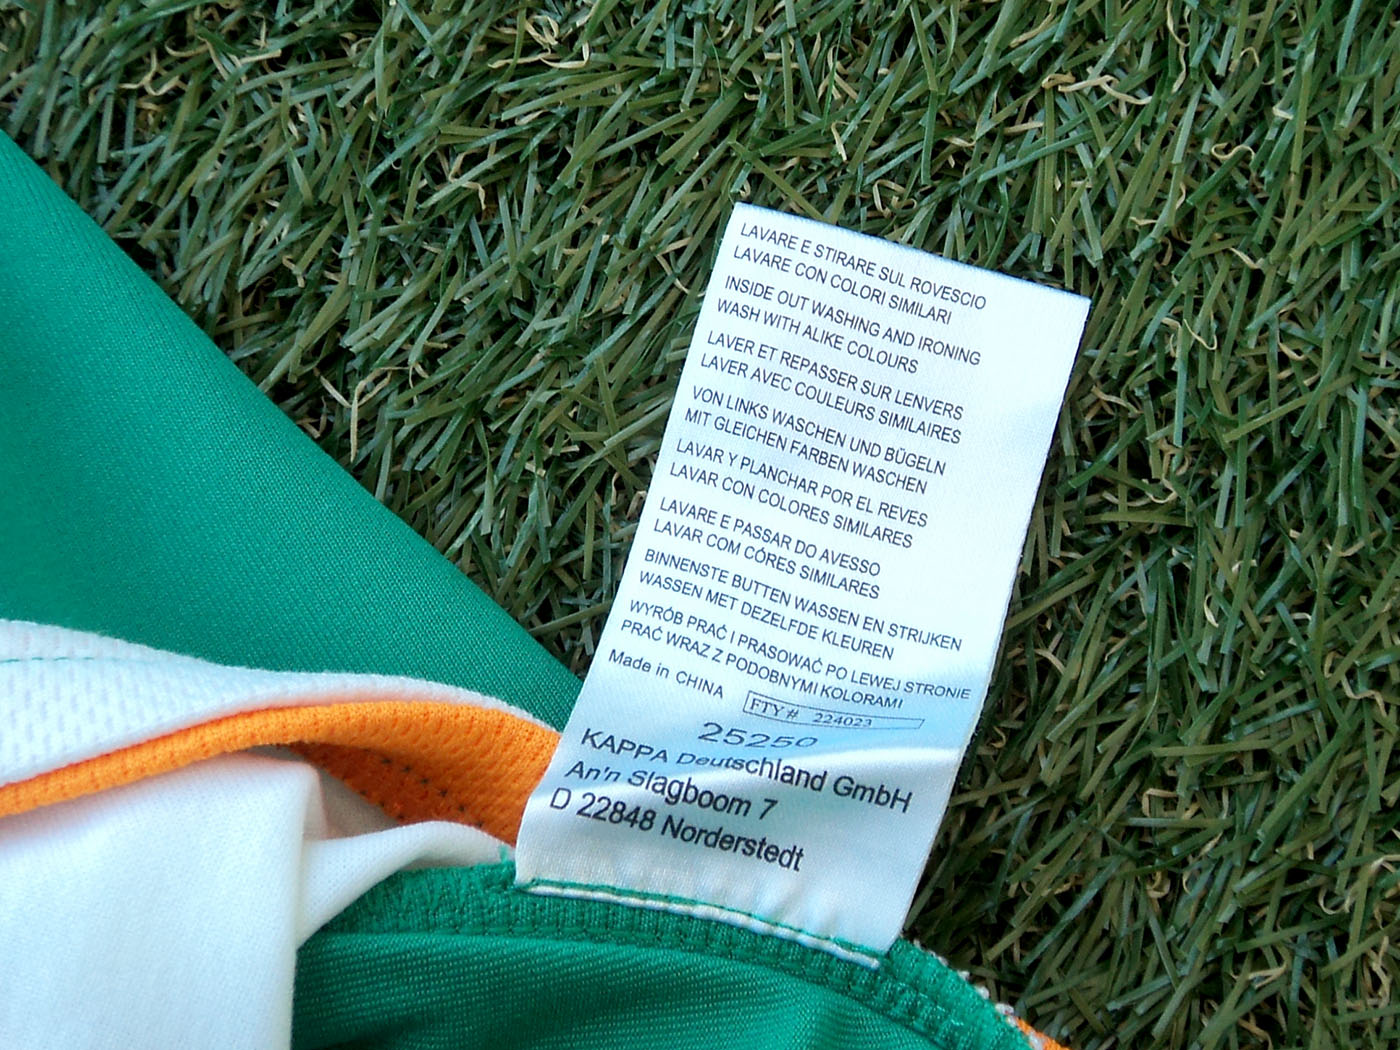 LAVARE E STIRARE SUL ROVESCIO
LAVARE CON COLORI SIMILARI
INSIDE OUT WASHING AND IRONING
WASH WITH ALIKE COLOURS
LAVER ET REPASSER SUR LENVERS
LAVER AVEC COULEURS SIMILAIRES
VON LINKS WASCHEN UND BÜGELN
MIT GLEICHEN FARBEN WASCHEN
LAVAR Y PLANCHAR POR EL REVES
LAVAR CON COLORES SIMILARES
LAVARE E PASSAR DO AVESSO
LAVAR COM CÓRES SIMILARES
BINNENSTE BUTTEN WASSEN EN STRIJKEN
WASSEN MET DEZELFDE KLEUREN
WYRÓB PRAĆ I PRASOWAĆ PO LEWEJ STRONIE
PRAĆ WRAZ Z PODOBNYMI KOLORAMI
Made in CHINA
FTY# 224023
25250
KAPPA Deutschland GmbH
An'n Slagboom 7
D 22848 Norderstedt